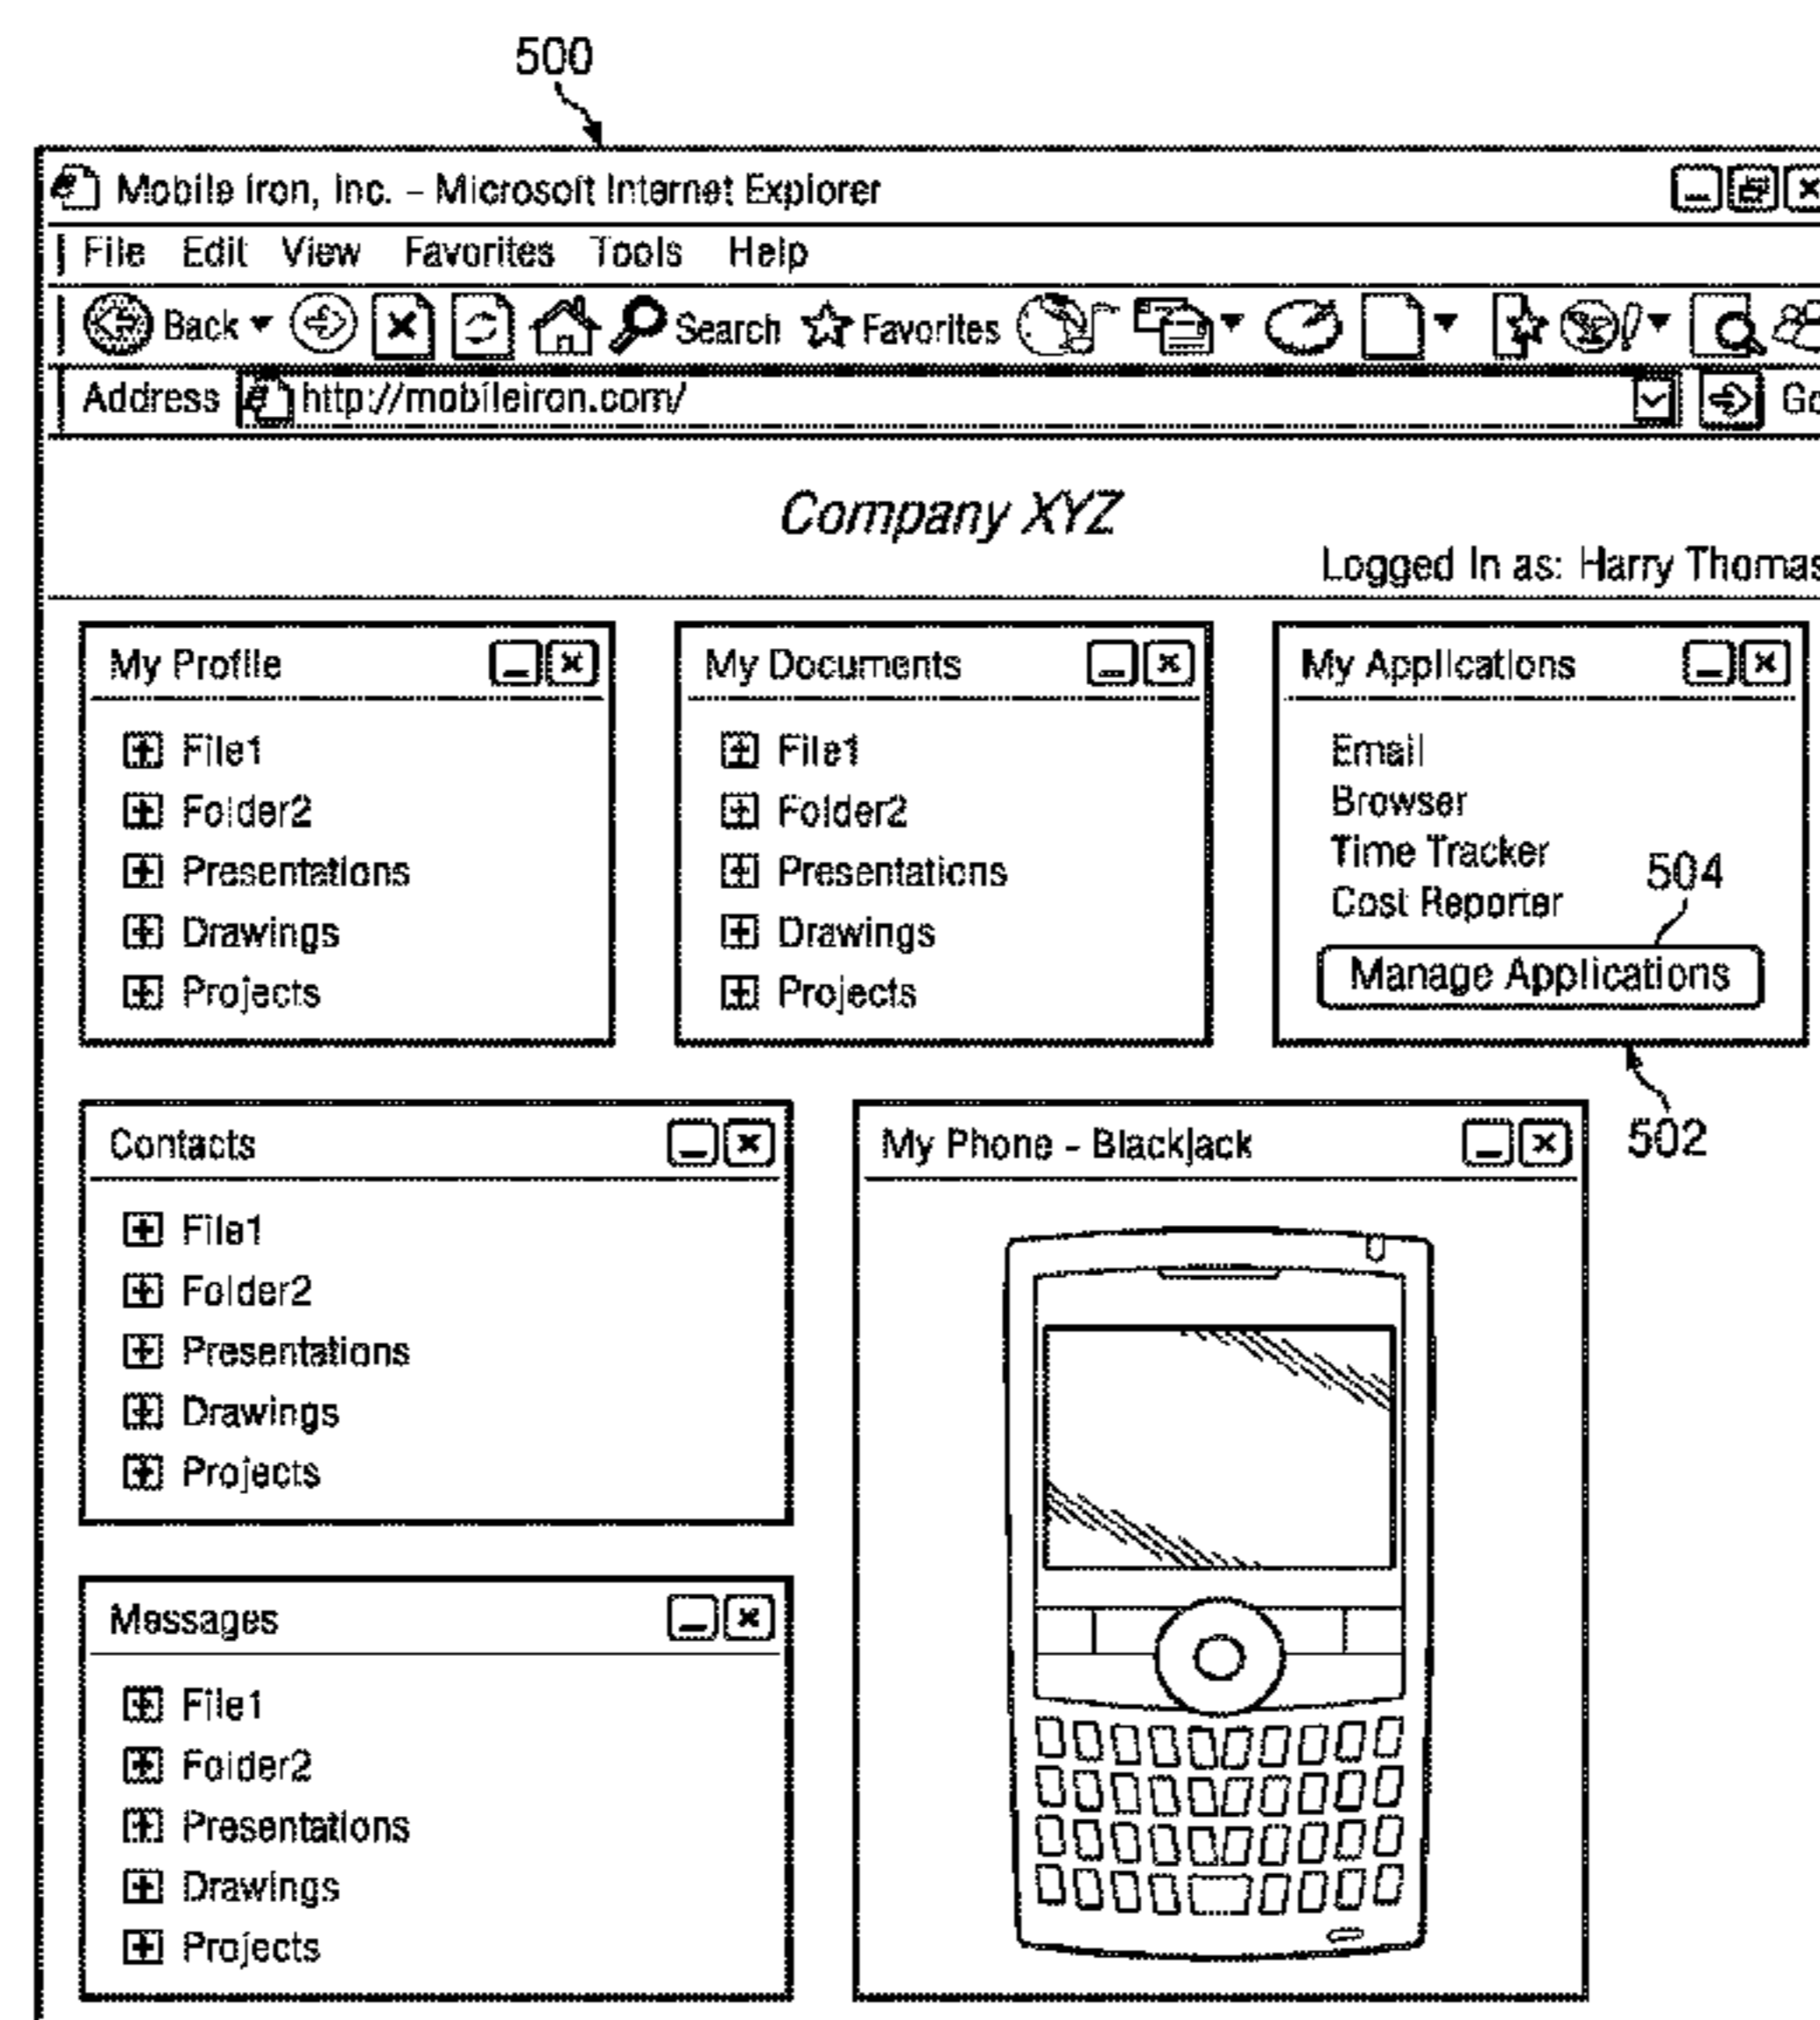 500
Mobile Iron, Inc. – Microsoft Internet Explorer
File Edit View Favorites Tools Help
Back Search Favorites
Address http://mobileiron.com/ Go
Company XYZ
Logged In as: Harry Thomas
My Profile
File1
Folder2
Presentations
Drawings
Projects
My Documents
File1
Folder2
Presentations
Drawings
Projects
My Applications
Email
Browser
Time Tracker
Cost Reporter
504
Manage Applications
502
Contacts
File1
Folder2
Presentations
Drawings
Projects
My Phone - Blackjack
Messages
File1
Folder2
Presentations
Drawings
Projects